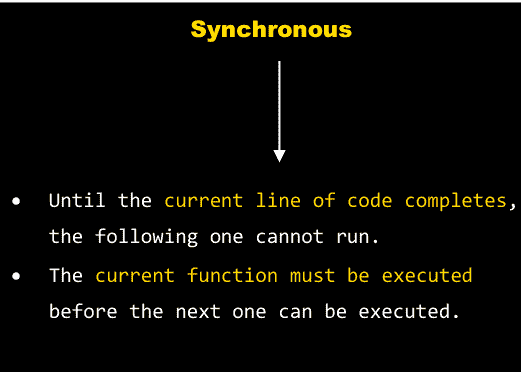 Synchronous
• Until the current line of code completes,
the following one cannot run.
• The current function must be executed
before the next one can be executed.